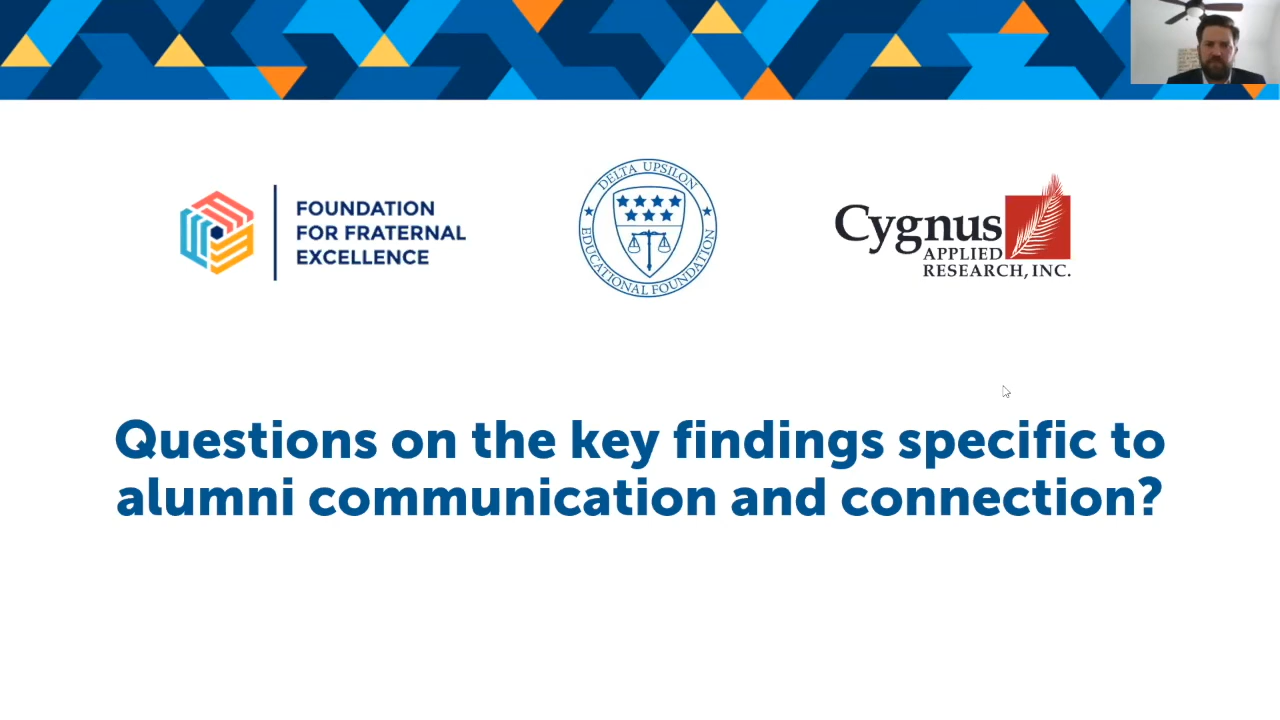 FOUNDATION
FOR FRATERNAL
EXCELLENCE
DELTA UPSILON
EDUCATIONAL FOUNDATION
Cygnus
APPLIED
RESEARCH, INC.
Questions on the key findings specific to
alumni communication and connection?